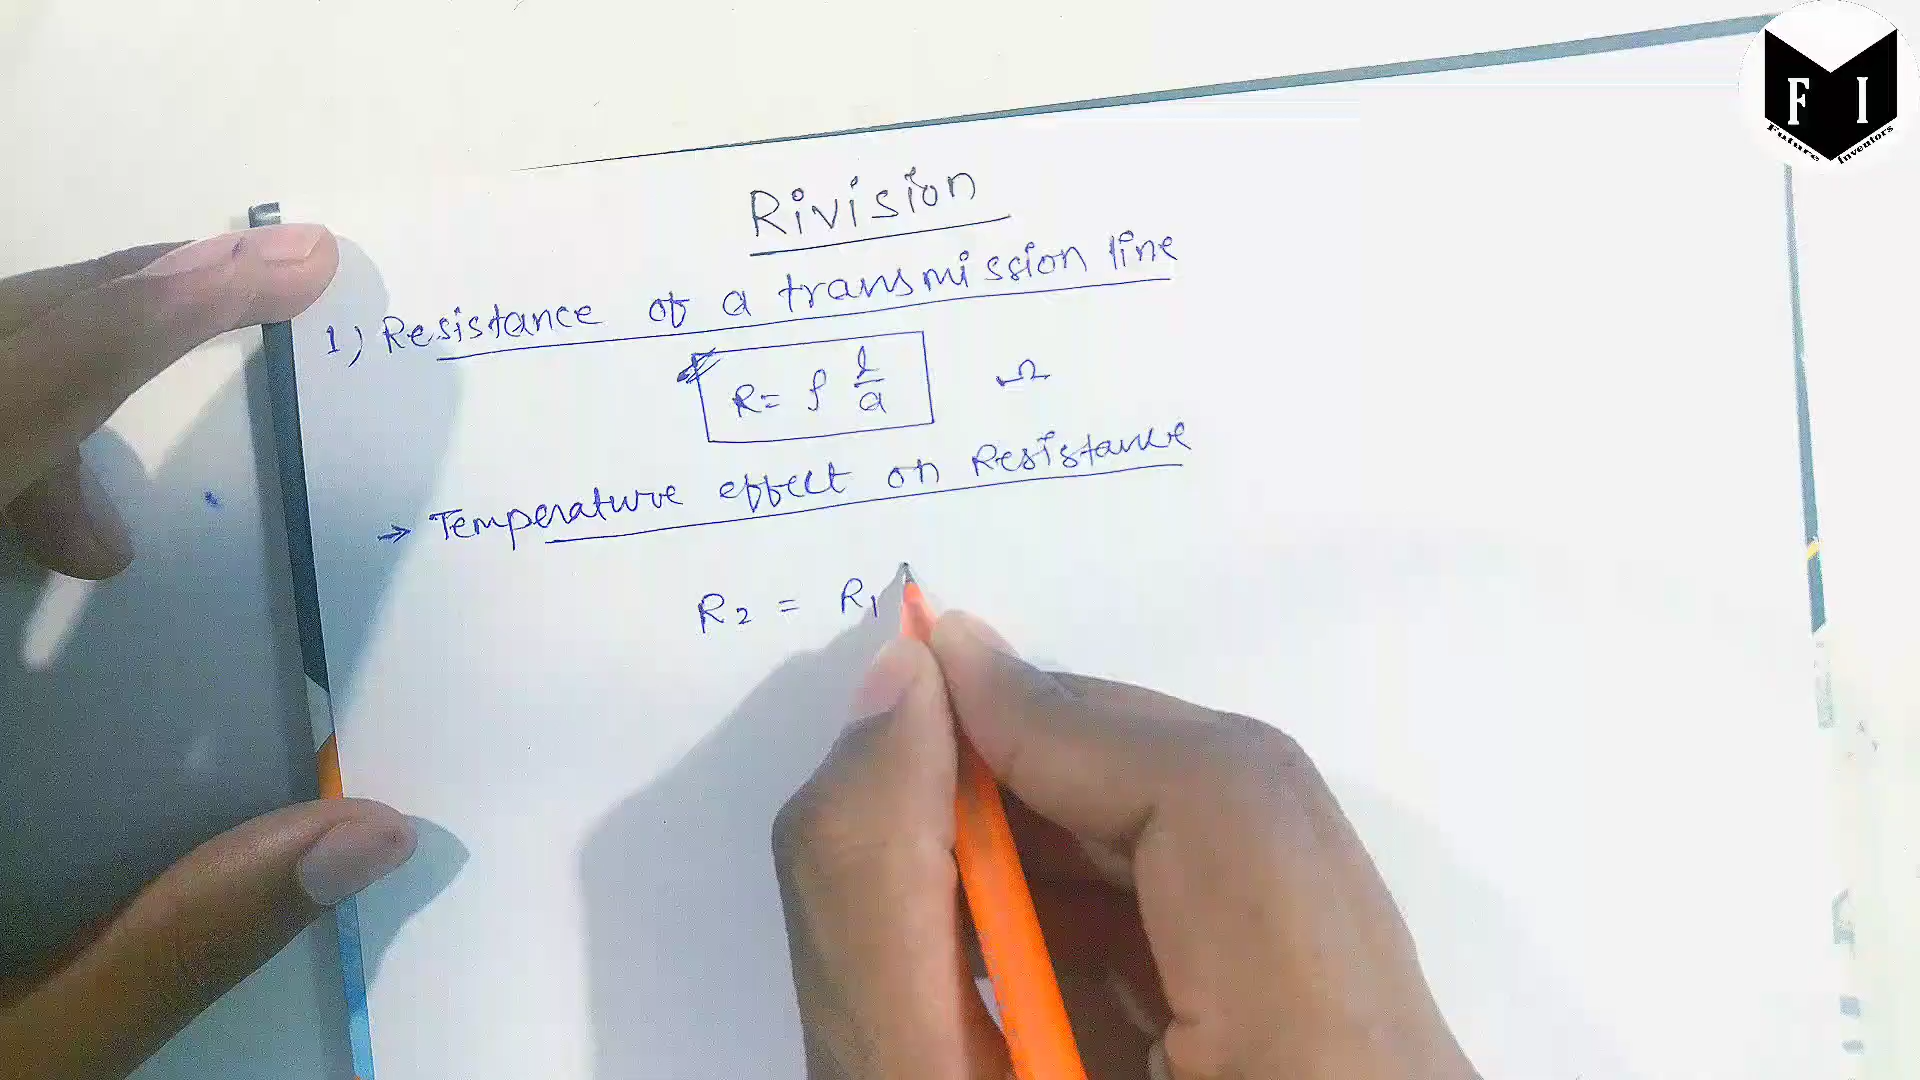 F I
Future Inventors
Rivision
1) Resistance of a transmission line
R = ρ l/a Ω
→ Temperature effect on Resistance
R₂ = R₁